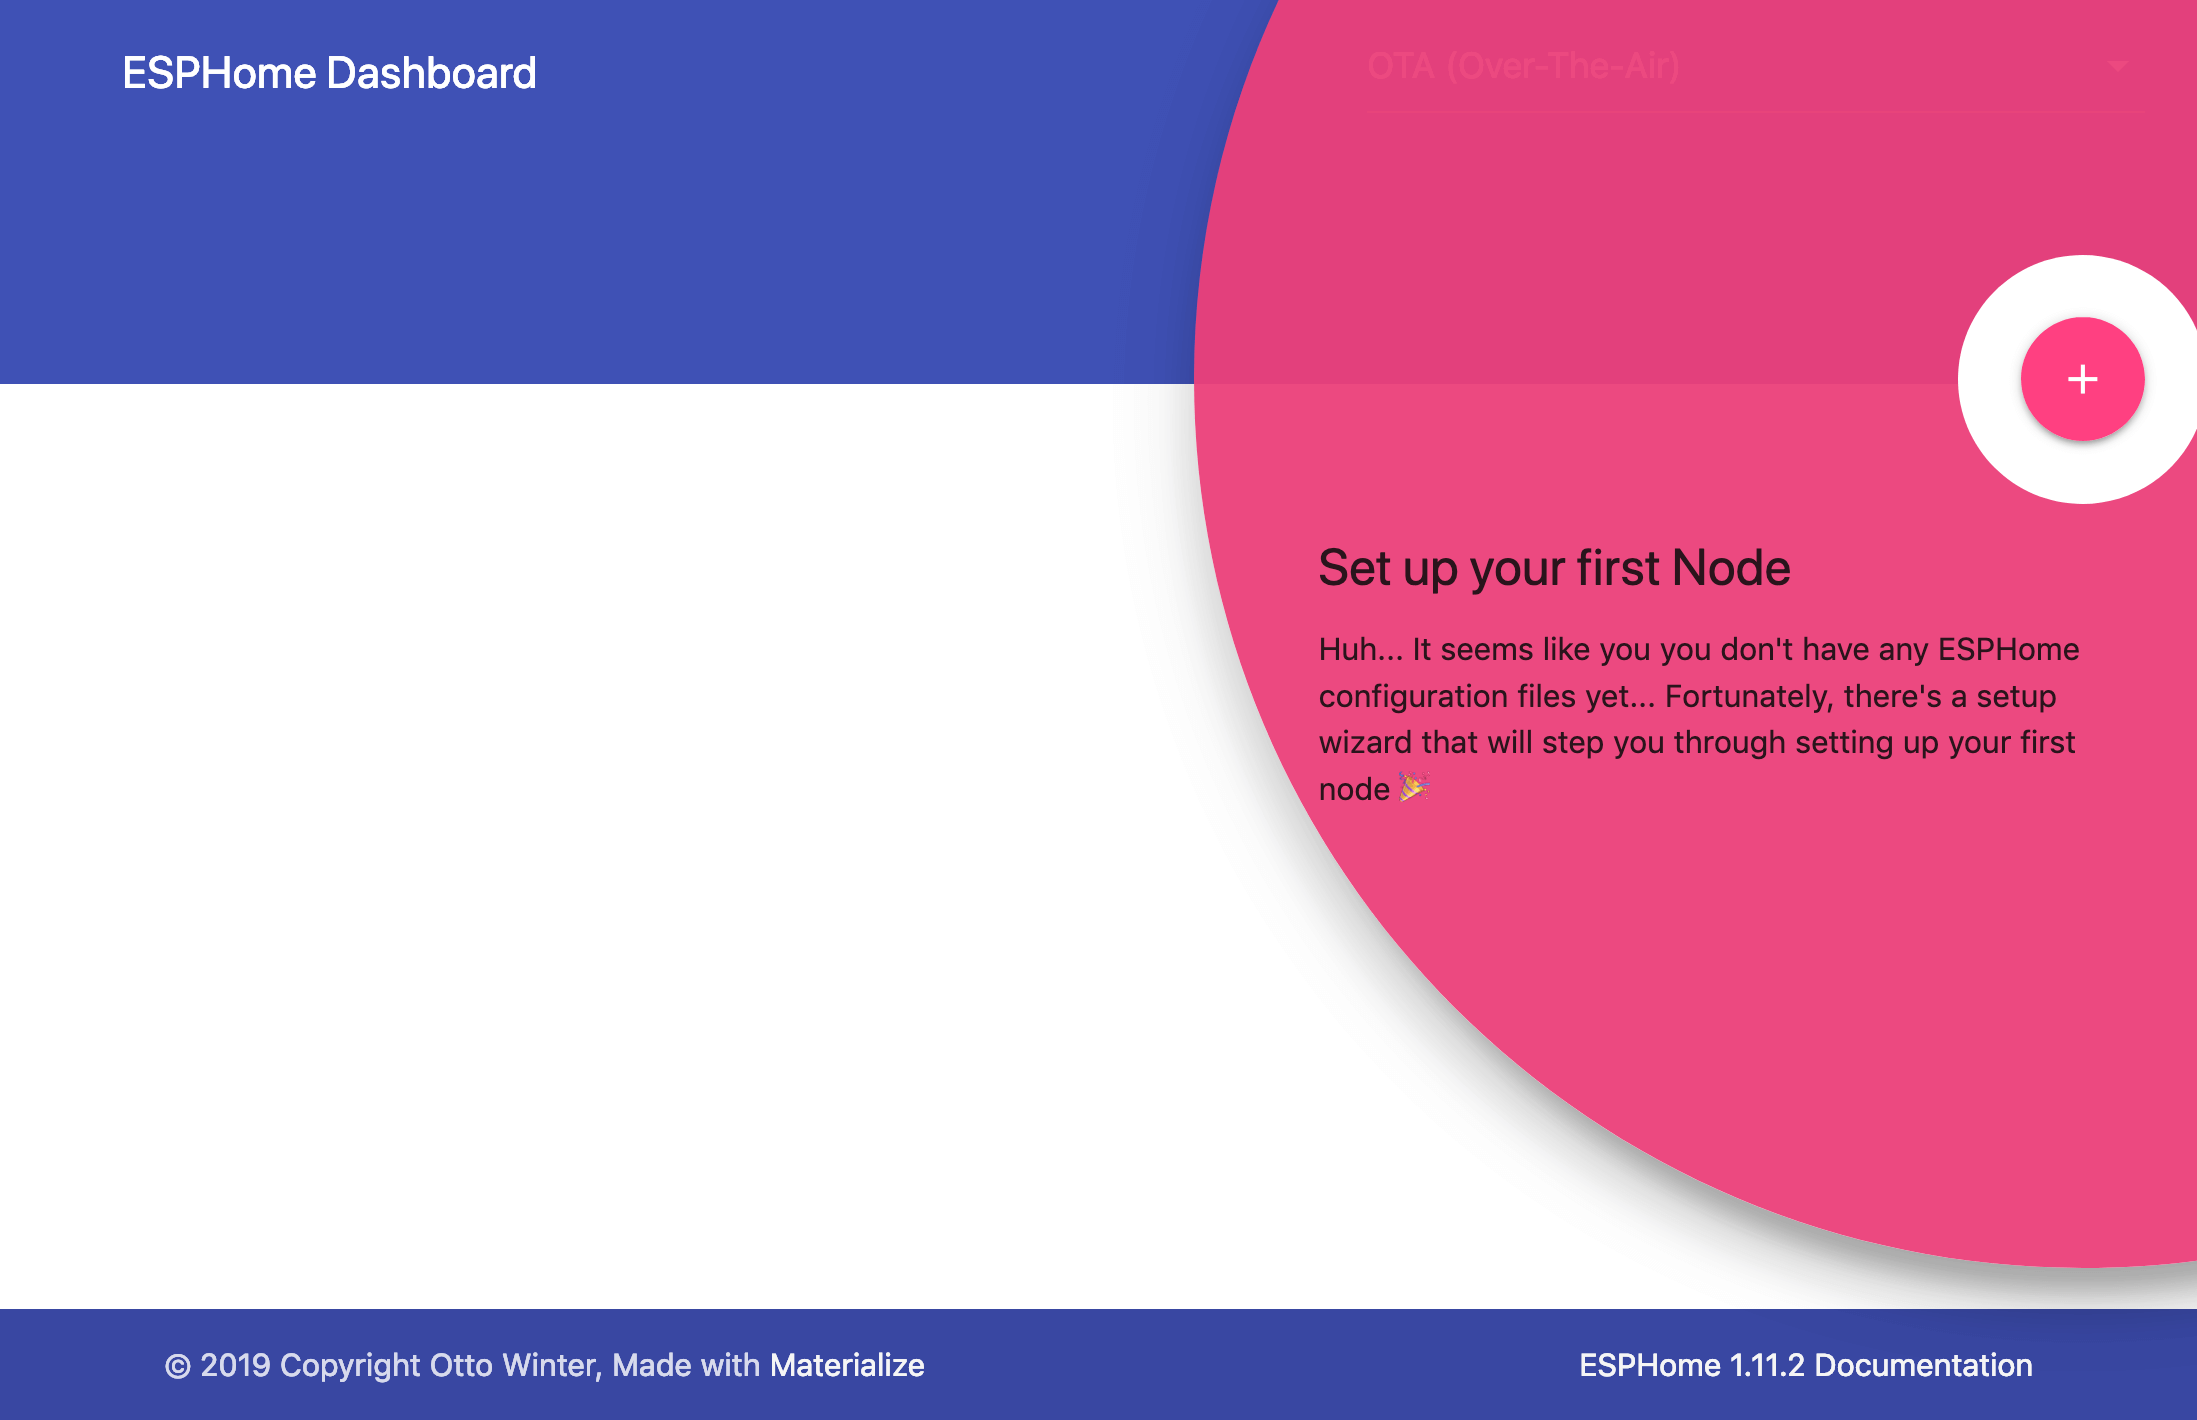 ESPHome Dashboard
OTA (Over-The-Air)
Set up your first Node
Huh... It seems like you you don't have any ESPHome
configuration files yet... Fortunately, there's a setup
wizard that will step you through setting up your first
node 🎉
© 2019 Copyright Otto Winter, Made with Materialize
ESPHome 1.11.2 Documentation